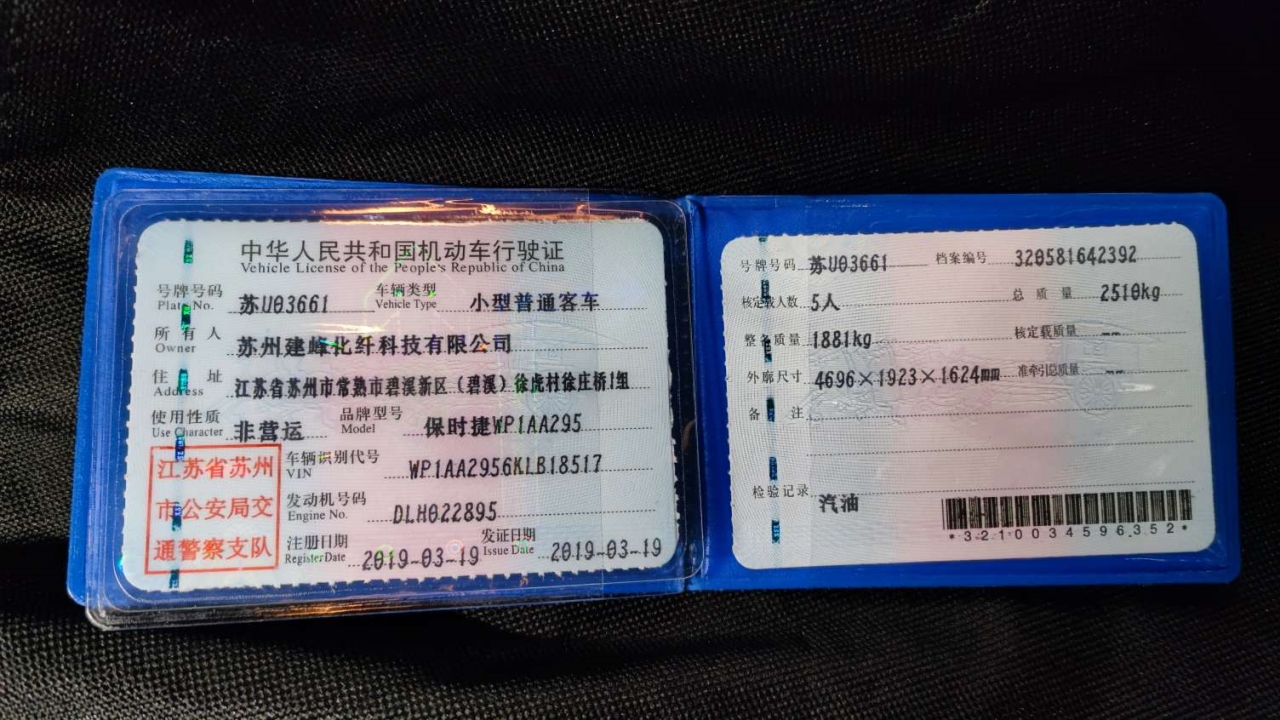 中华人民共和国机动车行驶证
Vehicle License of the People's Republic of China
号牌号码 苏U03661 车辆类型 小型普通客车
Plate No. Vehicle Type
所有人 苏州建峰化纤科技有限公司
Owner
住址 江苏省苏州市常熟市碧溪新区（碧溪）徐虎村徐庄桥1组
Address
使用性质 非营运 品牌型号 保时捷WP1AA295
Use Character Model
江苏省苏州
市公安局交
通警察支队
车辆识别代号 WP1AA2956KLB18517
VIN
发动机号码 DLH022895
Engine No.
注册日期 2019-03-19 发证日期 2019-03-19
Register Date Issue Date
号牌号码 苏U03661 档案编号 320581642392
核定载人数 5人 总质量 2510kg
整备质量 1881kg 核定载质量 --
外廓尺寸 4696×1923×1624mm 准牵引总质量 --
备注
检验记录 汽油
*3210034596352*